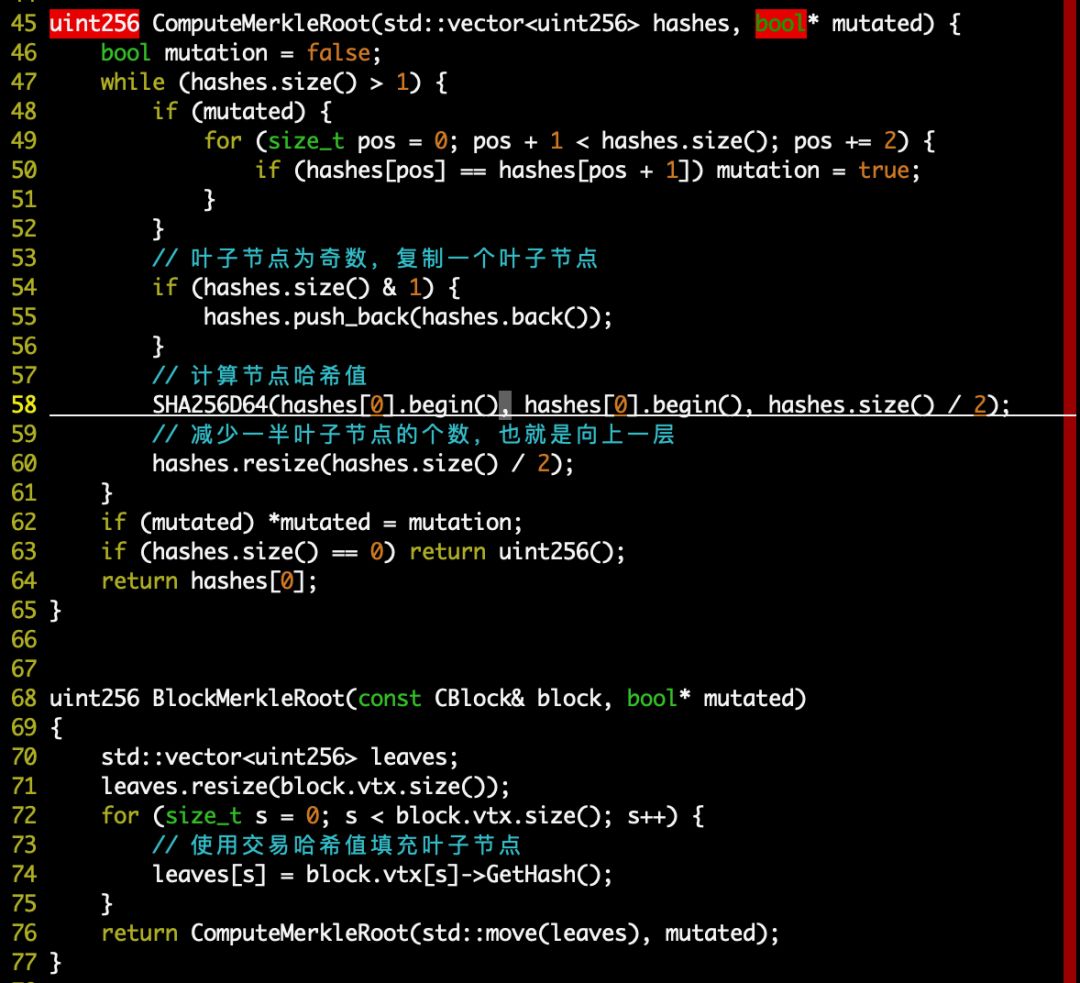 45 uint256 ComputeMerkleRoot(std::vector<uint256> hashes, bool* mutated) {
46     bool mutation = false;
47     while (hashes.size() > 1) {
48         if (mutated) {
49             for (size_t pos = 0; pos + 1 < hashes.size(); pos += 2) {
50                 if (hashes[pos] == hashes[pos + 1]) mutation = true;
51             }
52         }
53         // 叶子节点为奇数，复制一个叶子节点
54         if (hashes.size() & 1) {
55             hashes.push_back(hashes.back());
56         }
57         // 计算节点哈希值
58         SHA256D64(hashes[0].begin(), hashes[0].begin(), hashes.size() / 2);
59         // 减少一半叶子节点的个数，也就是向上一层
60         hashes.resize(hashes.size() / 2);
61     }
62     if (mutated) *mutated = mutation;
63     if (hashes.size() == 0) return uint256();
64     return hashes[0];
65 }
66
67
68 uint256 BlockMerkleRoot(const CBlock& block, bool* mutated)
69 {
70     std::vector<uint256> leaves;
71     leaves.resize(block.vtx.size());
72     for (size_t s = 0; s < block.vtx.size(); s++) {
73         // 使用交易哈希值填充叶子节点
74         leaves[s] = block.vtx[s]->GetHash();
75     }
76     return ComputeMerkleRoot(std::move(leaves), mutated);
77 }